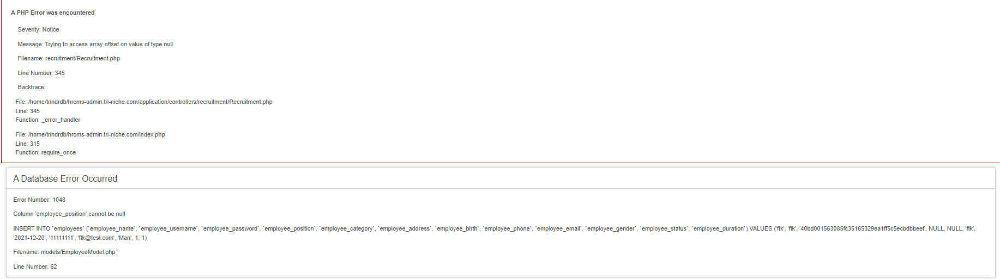 A PHP Error was encountered
Severity: Notice
Message: Trying to access array offset on value of type null
Filename: recruitment/Recruitment.php
Line Number: 345
Backtrace:
File: /home/trindrdb/hrcms-admin.tri-niche.com/application/controllers/recruitment/Recruitment.php
Line: 345
Function: _error_handler
File: /home/trindrdb/hrcms-admin.tri-niche.com/index.php
Line: 315
Function: require_once
A Database Error Occurred
Error Number: 1048
Column 'employee_position' cannot be null
INSERT INTO `employees` (`employee_name`, `employee_username`, `employee_password`, `employee_position`, `employee_category`, `employee_address`, `employee_birth`, `employee_phone`, `employee_email`, `employee_gender`, `employee_status`, `employee_duration`) VALUES ('ftk', 'ftk', '40bd001563085fc35165329ea1ff5c5ecbdbbeef', NULL, NULL, 'ftk',
'2021-12-20', '11111111', 'ftk@test.com', 'Man', 1, 1)
Filename: models/EmployeeModel.php
Line Number: 62